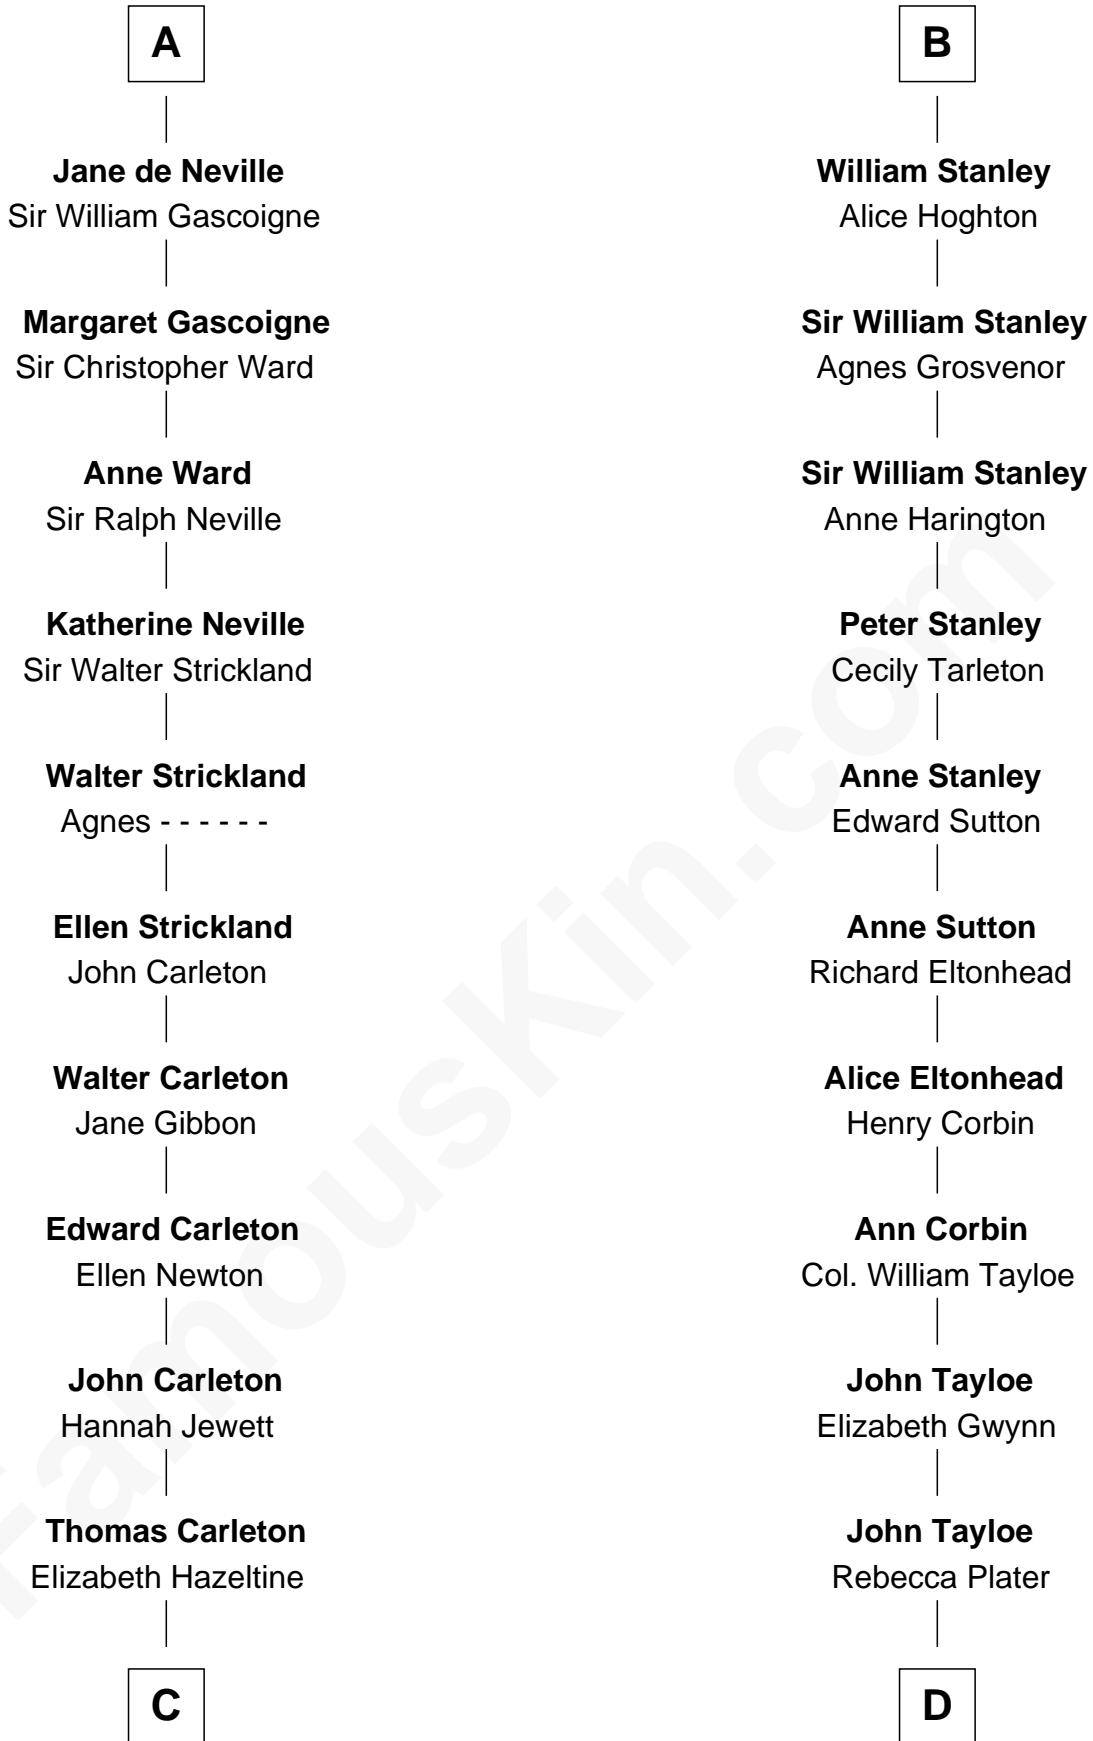 A
Jane de Neville
Sir William Gascoigne
Margaret Gascoigne
Sir Christopher Ward
Anne Ward
Sir Ralph Neville
Katherine Neville
Sir Walter Strickland
Walter Strickland
Agnes - - - - - -
Ellen Strickland
John Carleton
Walter Carleton
Jane Gibbon
Edward Carleton
Ellen Newton
John Carleton
Hannah Jewett
Thomas Carleton
Elizabeth Hazeltine
C
B
William Stanley
Alice Hoghton
Sir William Stanley
Agnes Grosvenor
Sir William Stanley
Anne Harington
Peter Stanley
Cecily Tarleton
Anne Stanley
Edward Sutton
Anne Sutton
Richard Eltonhead
Alice Eltonhead
Henry Corbin
Ann Corbin
Col. William Tayloe
John Tayloe
Elizabeth Gwynn
John Tayloe
Rebecca Plater
D
FamousKin.com